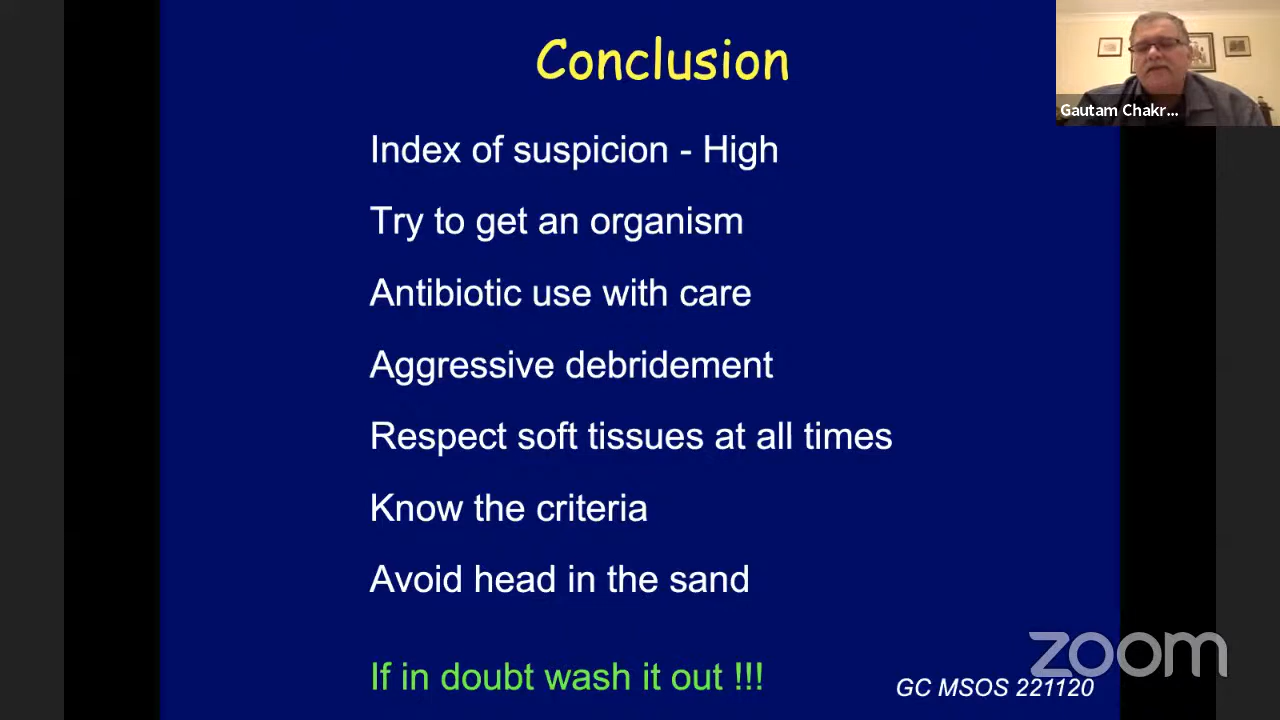 Conclusion
Gautam Chakr...
Index of suspicion - High
Try to get an organism
Antibiotic use with care
Aggressive debridement
Respect soft tissues at all times
Know the criteria
Avoid head in the sand
If in doubt wash it out !!!
zoom
GC MSOS 221120